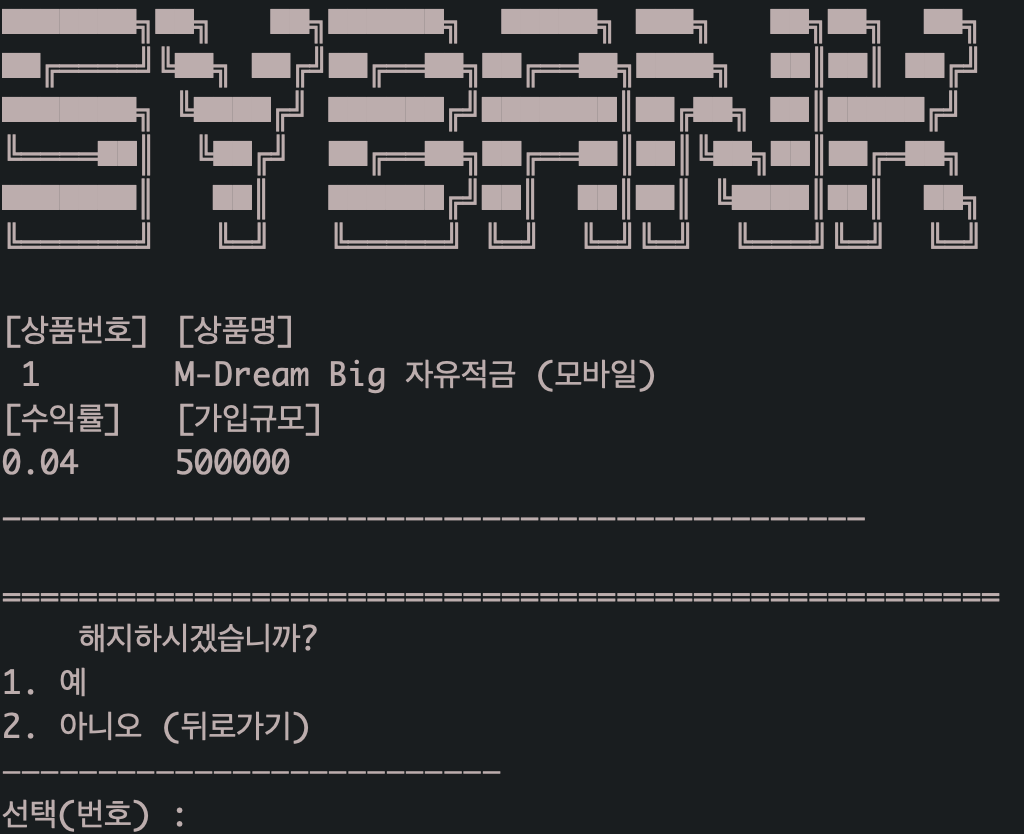 SYBANK
[상품번호] [상품명]
1 M-Dream Big 자유적금 (모바일)
[수익률] [가입규모]
0.04 500000
해지하시겠습니까?
1. 예
2. 아니오 (뒤로가기)
선택(번호) :